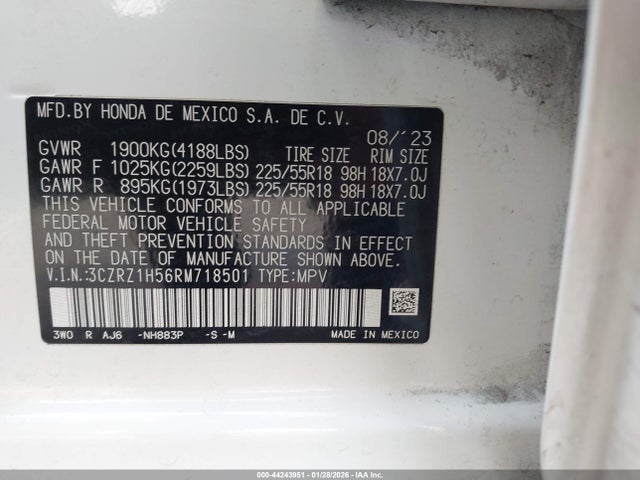 MFD.BY HONDA DE MEXICO S.A. DE C.V.
08/'23
GVWR 1900KG(4188LBS) TIRE SIZE RIM SIZE
GAWR F 1025KG(2259LBS) 225/55R18 98H 18X7.0J
GAWR R 895KG(1973LBS) 225/55R18 98H 18X7.0J
THIS VEHICLE CONFORMS TO ALL APPLICABLE
FEDERAL MOTOR VEHICLE SAFETY
AND THEFT PREVENTION STANDARDS IN EFFECT
ON THE DATE OF MANUFACTURE SHOWN ABOVE.
V.I.N.:3CZRZ1H56RM718501 TYPE:MPV
3W0 R AJ6 -NH883P -S -M MADE IN MEXICO
000-44243951 | 01/28/2026 | IAAI.com